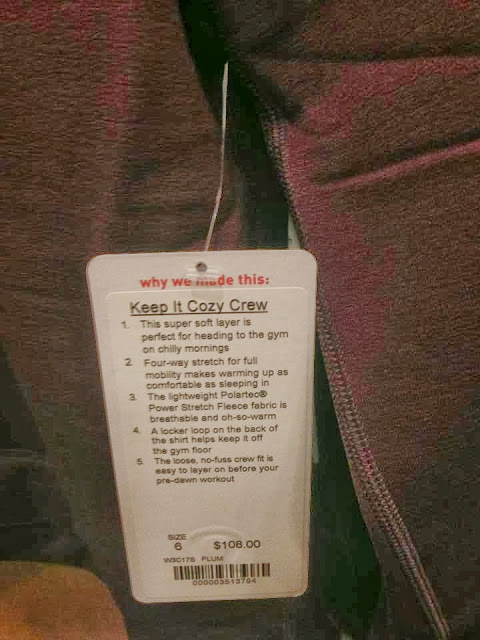 why we made this:
Keep It Cozy Crew
1. This super soft layer is
perfect for heading to the gym
on chilly mornings
2. Four-way stretch for full
mobility makes warming up as
comfortable as sleeping in
3. The lightweight Polartec®
Power Stretch Fleece fabric is
breathable and oh-so-warm
4. A locker loop on the back of
the shirt helps keep it off
the gym floor
5. The loose, no-fuss crew fit is
easy to layer on before your
pre-dawn workout
SIZE
6 $108.00
W3C17S PLUM
000003513704